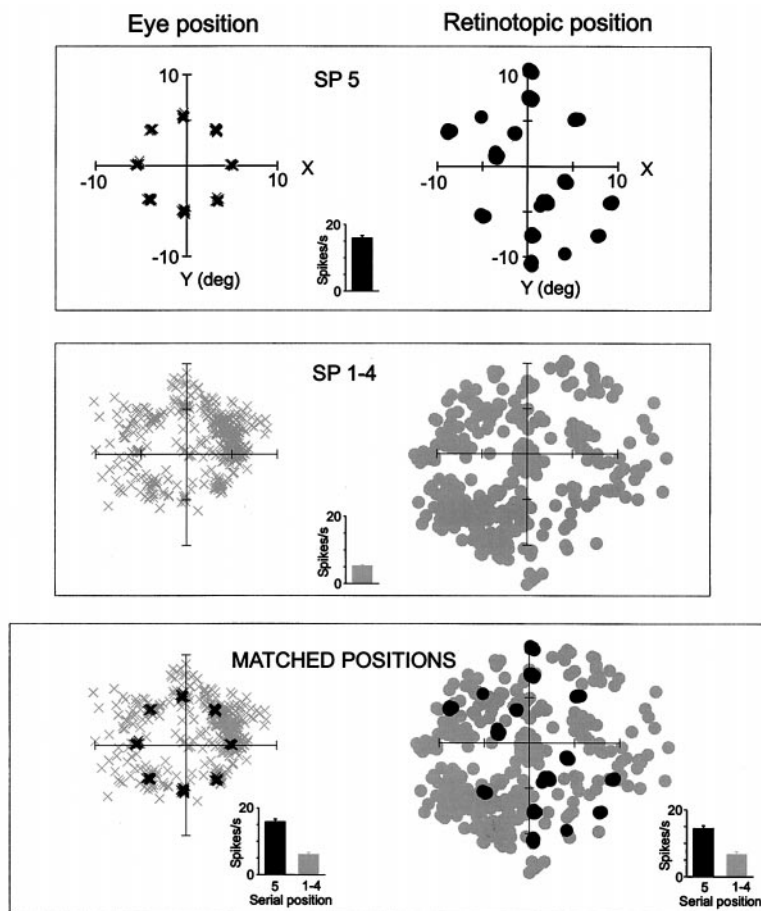 Eye position
Retinotopic position
SP 5
10
-10
10
X
-10
Y (deg)
20
Spikes/s
0
10
-10
10
X
-10
Y (deg)
SP 1-4
20
Spikes/s
0
MATCHED POSITIONS
20
Spikes/s
0
5 1-4
Serial position
20
Spikes/s
0
5 1-4
Serial position